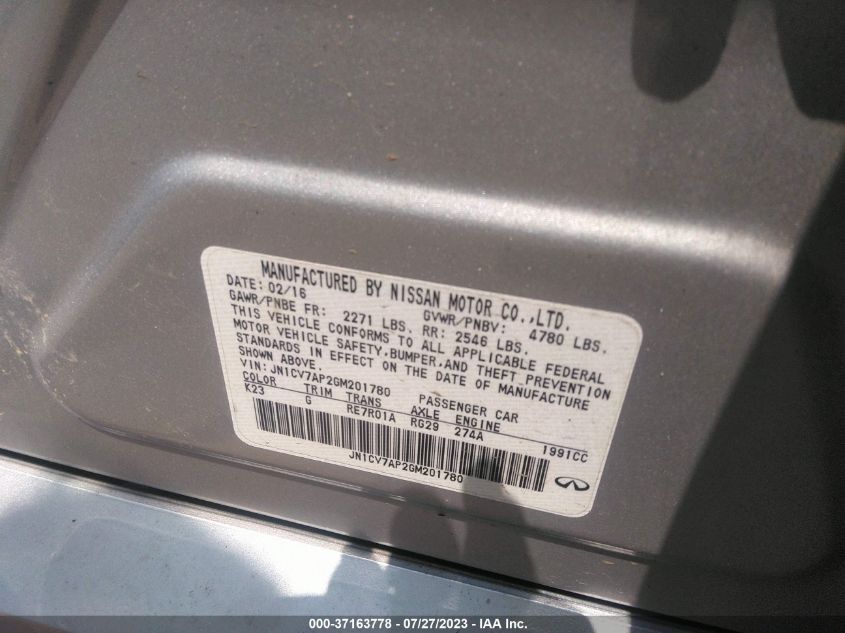 MANUFACTURED BY NISSAN MOTOR CO.,LTD.
DATE: 02/16 GVWR/PNBV: 4780 LBS.
GAWR/PNBE FR: 2271 LBS. RR: 2546 LBS.
THIS VEHICLE CONFORMS TO ALL APPLICABLE FEDERAL
MOTOR VEHICLE SAFETY,BUMPER,AND THEFT PREVENTION
STANDARDS IN EFFECT ON THE DATE OF MANUFACTURE
SHOWN ABOVE.
VIN: JN1CV7AP2GM201780 PASSENGER CAR
COLOR TRIM TRANS AXLE ENGINE
K23 G RE7R01A RG29 274A 1991CC
JN1CV7AP2GM201780
000-37163778 - 07/27/2023 - IAA Inc.